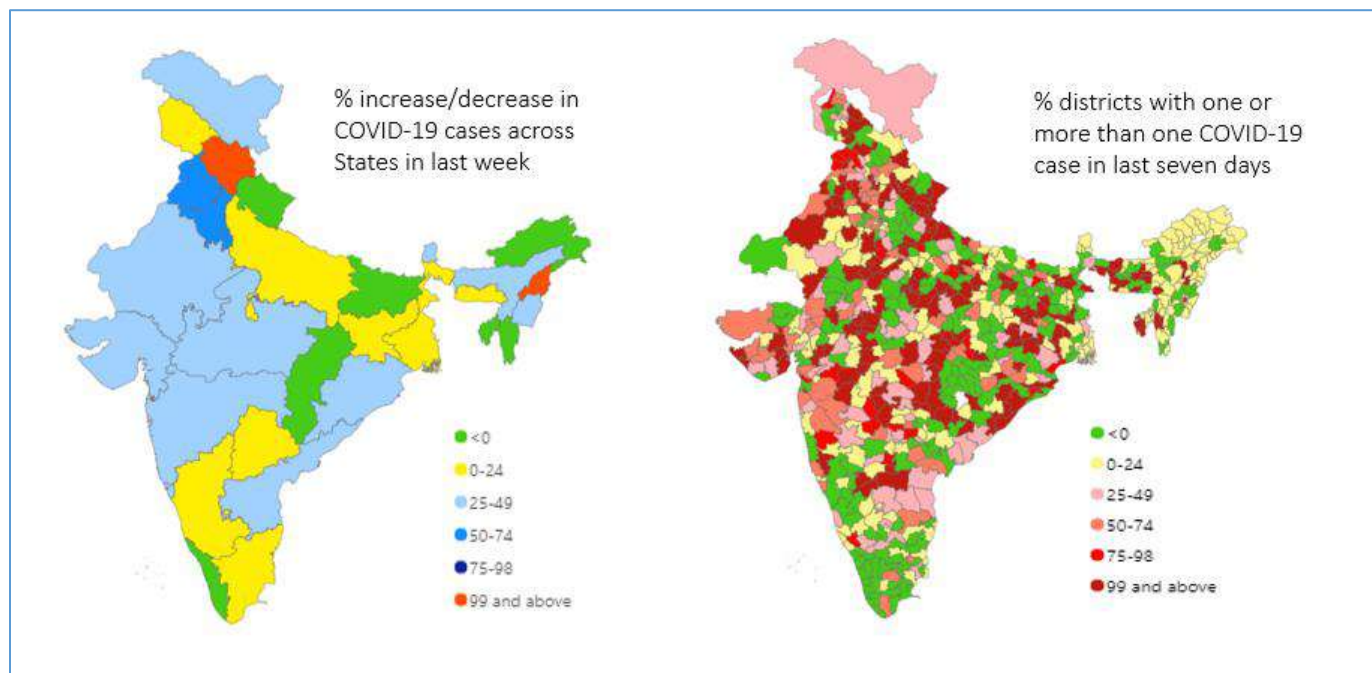 % increase/decrease in
COVID-19 cases across
States in last week
<0
0-24
25-49
50-74
75-98
99 and above
% districts with one or
more than one COVID-19
case in last seven days
<0
0-24
25-49
50-74
75-98
99 and above